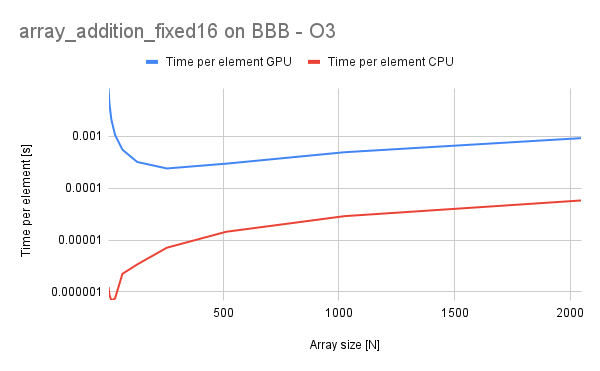 array_addition_fixed16 on BBB - O3
Time per element GPU
Time per element CPU
Time per element [s]
0.001
0.0001
0.00001
0.000001
500
1000
1500
2000
Array size [N]